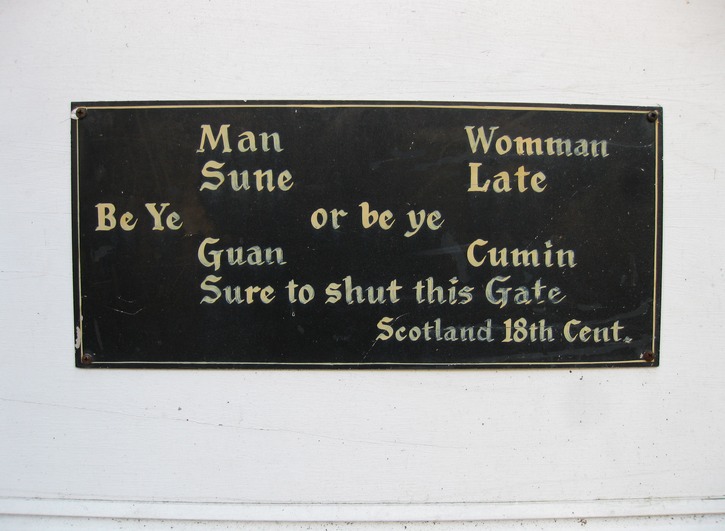 Man Womman
Sune Late
Be Ye or be ye
Guan Cumin
Sure to shut this Gate
Scotland 18th Cent.